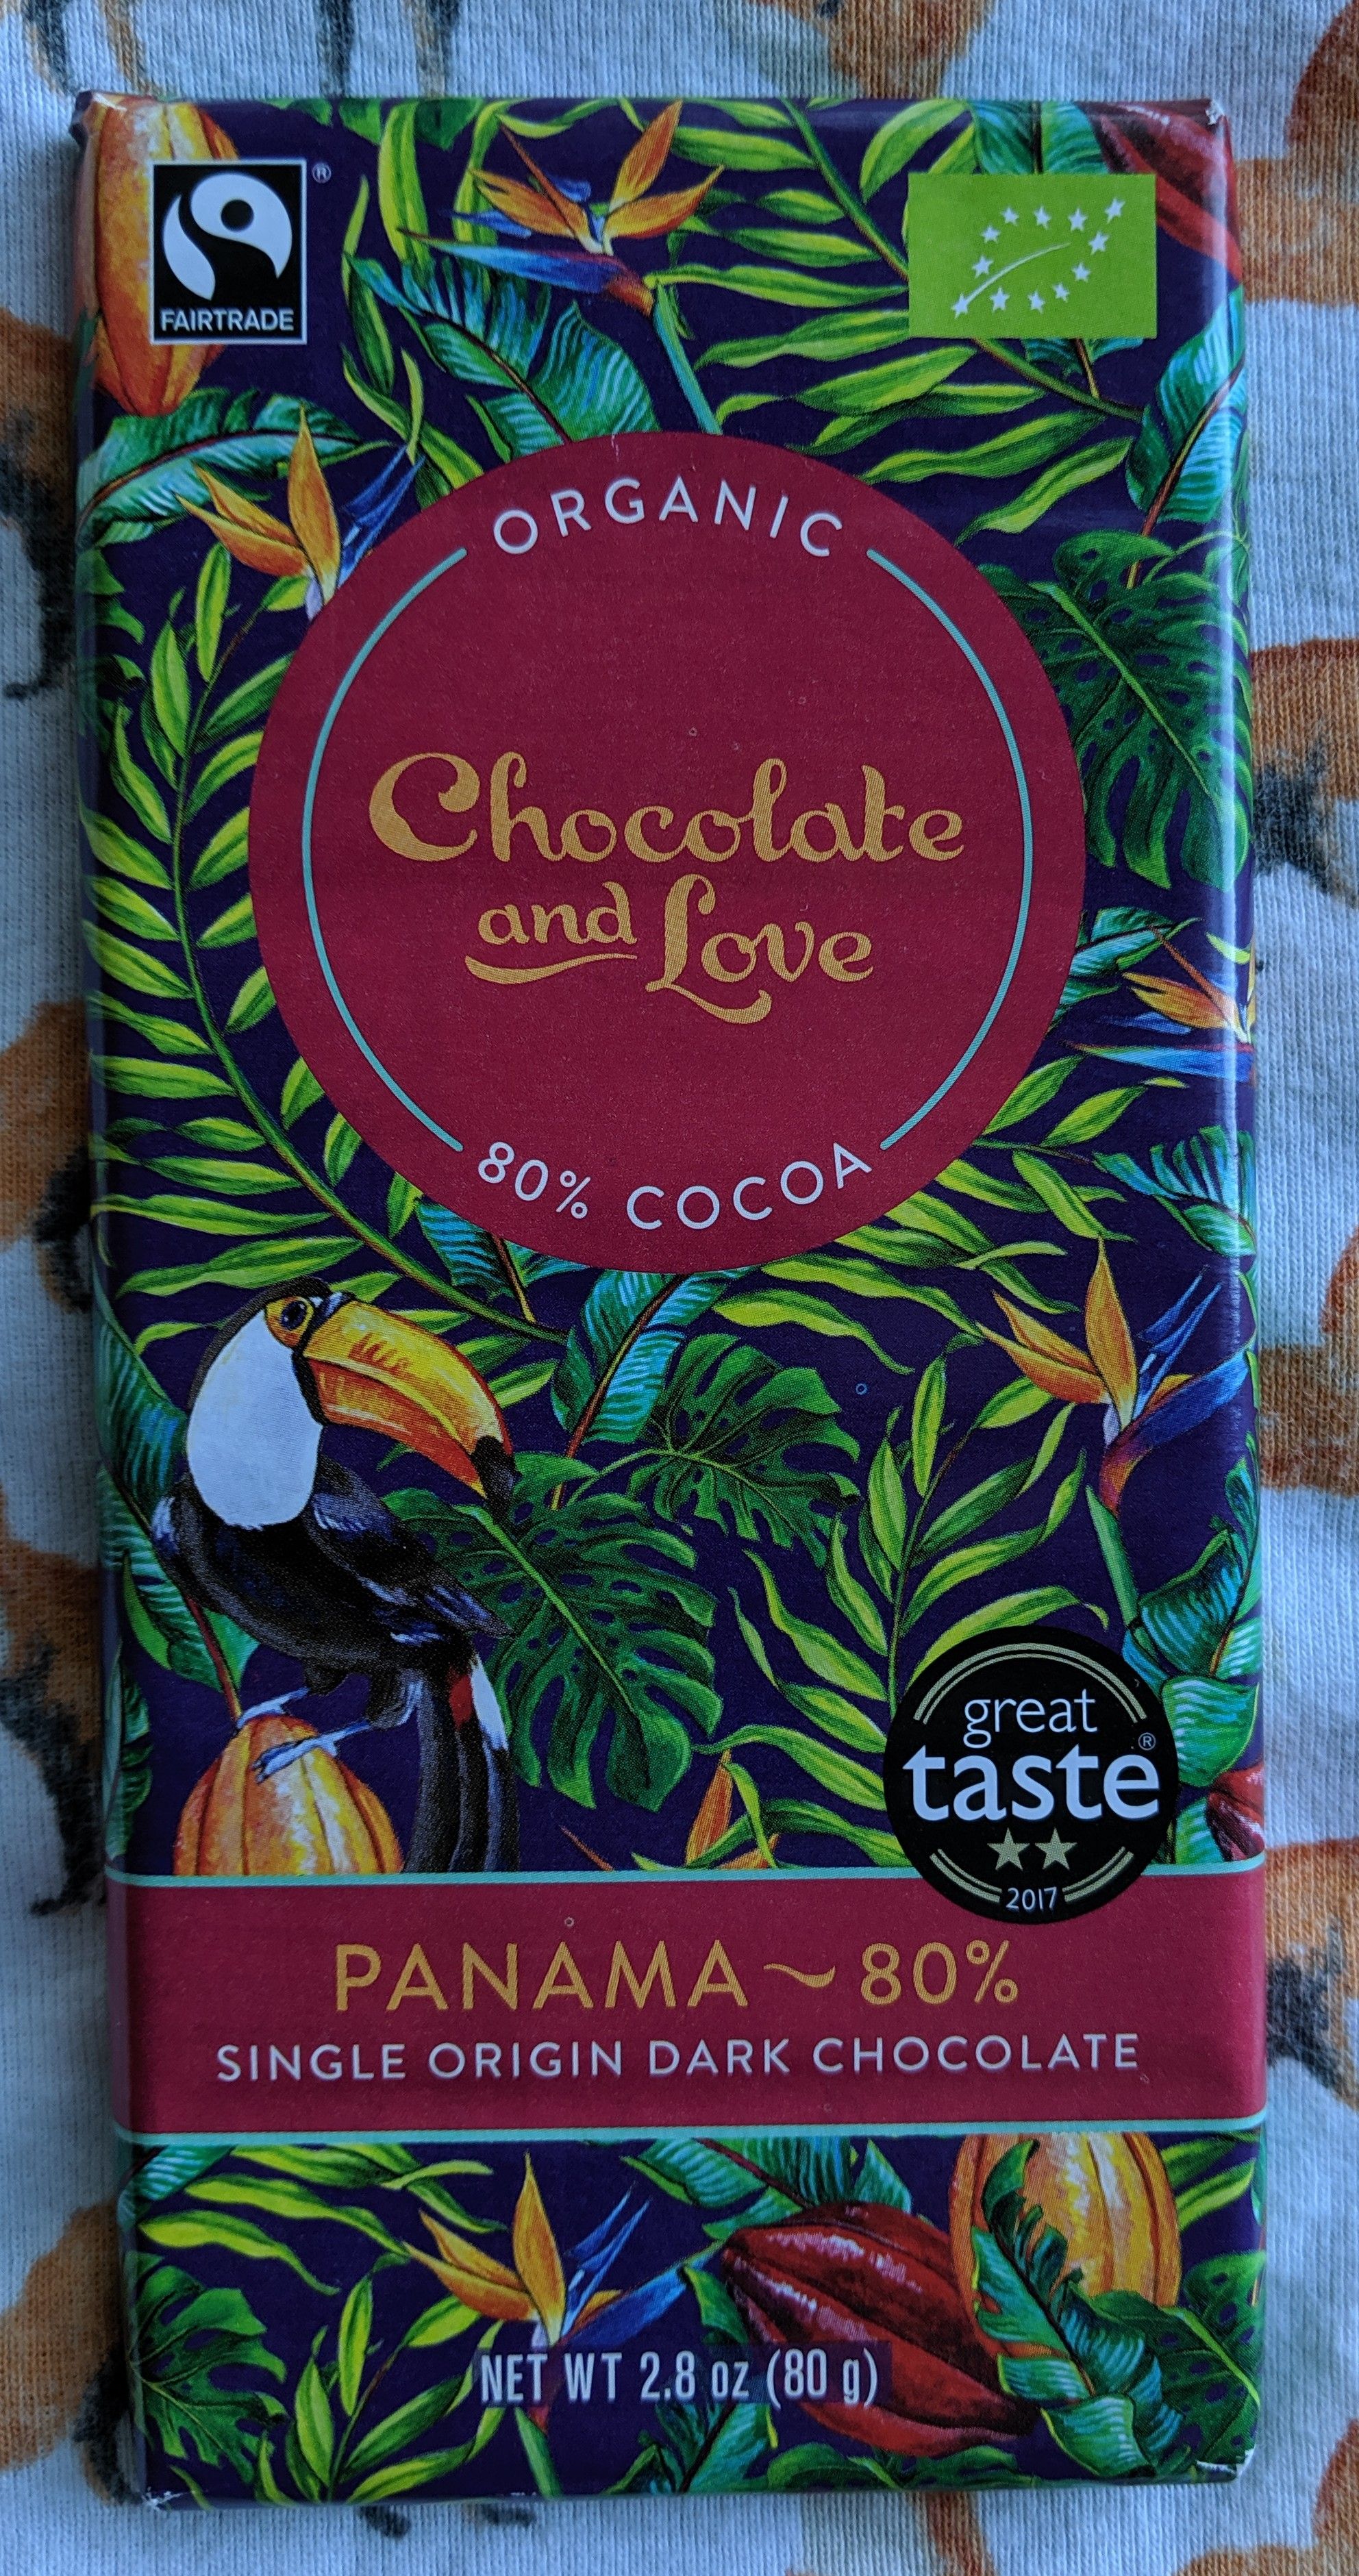 FAIRTRADE
®
ORGANIC
Chocolate
and Love
80% COCOA
great
taste®
2017
PANAMA ~ 80%
SINGLE ORIGIN DARK CHOCOLATE
NET WT 2.8 oz (80 g)